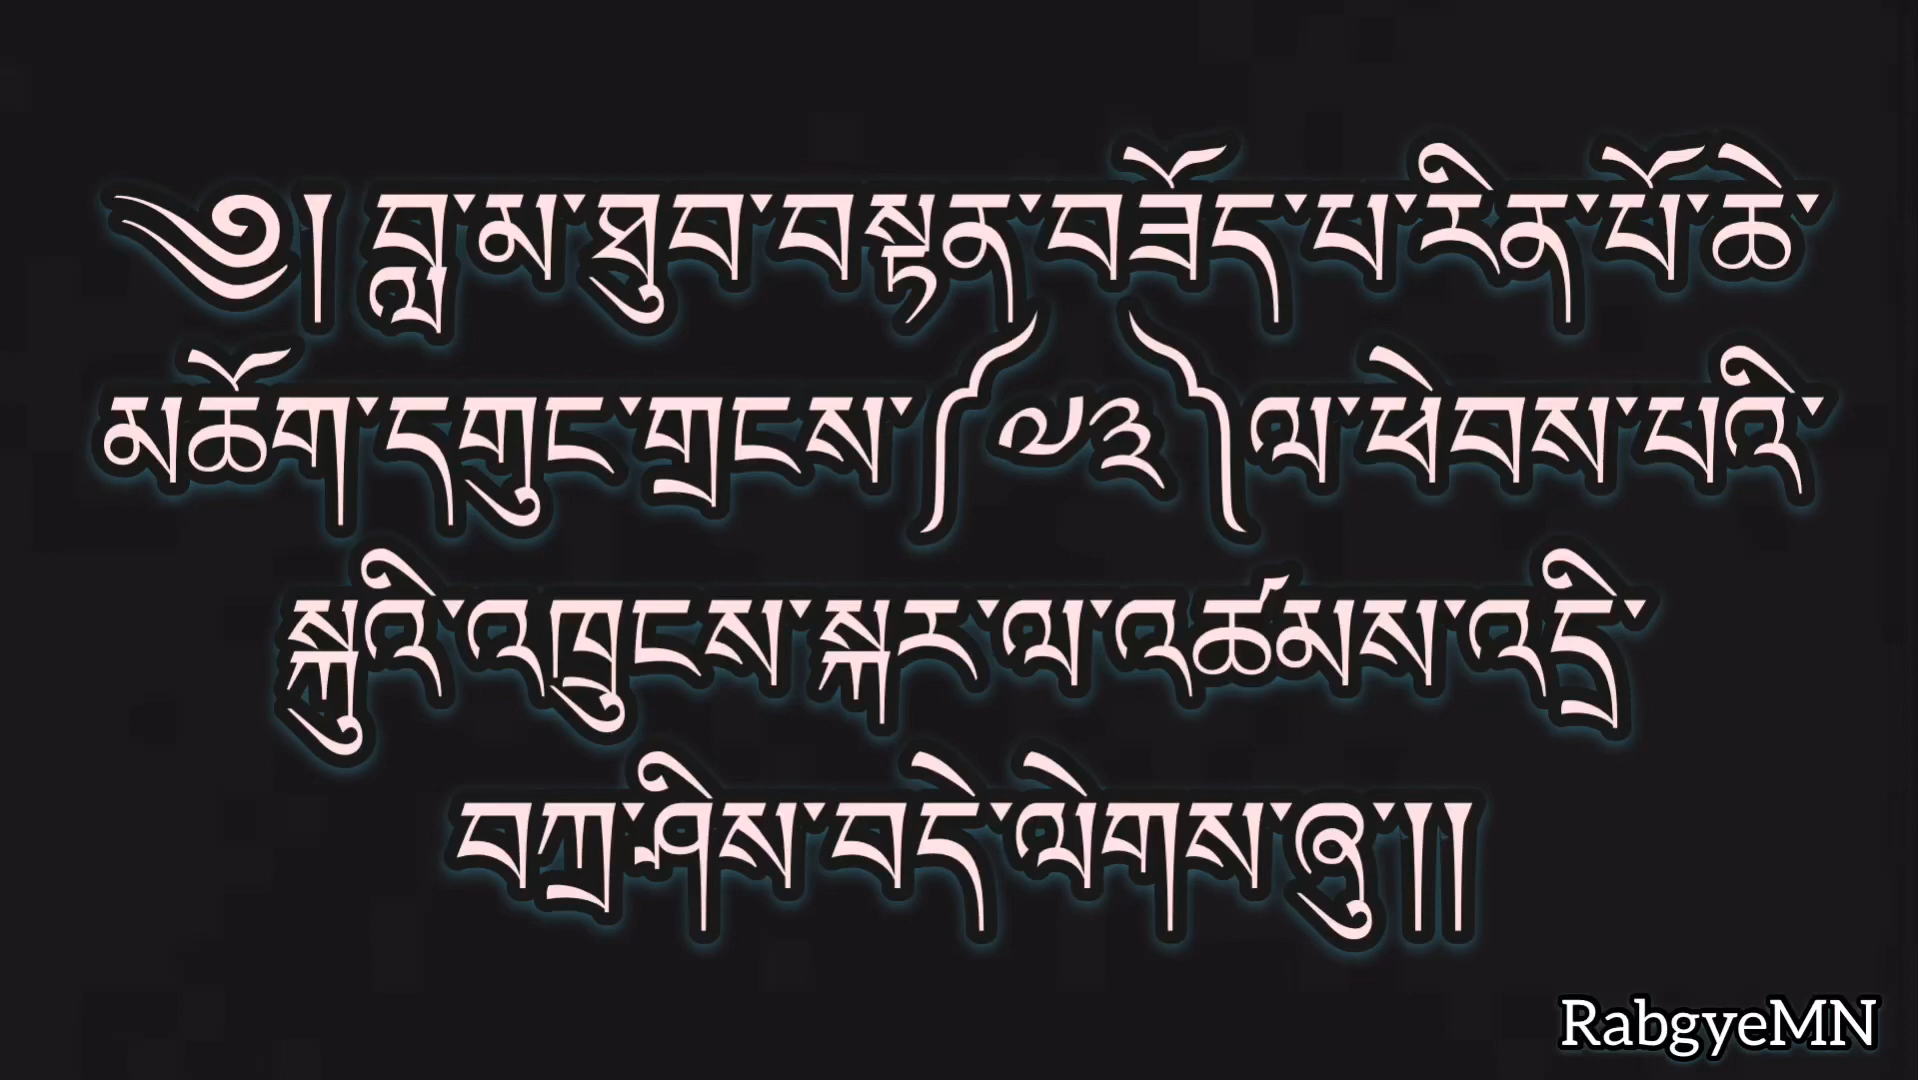 ༄། བླ་མ་ཐུབ་བསྟན་བཟོད་པ་རིན་པོ་ཆེ་
མཆོག་དགུང་གྲངས་༼༧༣༽ལ་ཕེབས་པའི་
སྐུའི་འཁྲུངས་སྐར་ལ་འཚམས་འདྲི་
བཀྲ་ཤིས་བདེ་ལེགས་ཞུ་།།
RabgyeMN